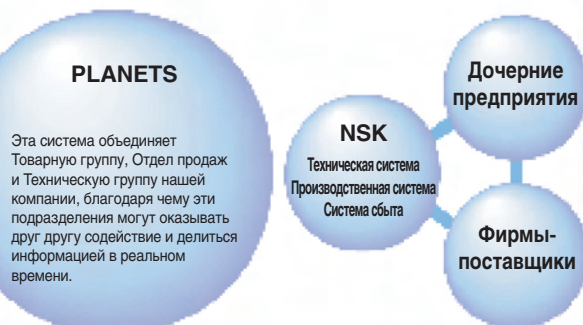 PLANETS
Эта система объединяет
Товарную группу, Отдел продаж
и Техническую группу нашей
компании, благодаря чему эти
подразделения могут оказывать
друг другу содействие и делиться
информацией в реальном
времени.
NSK
Техническая система
Производственная система
Система сбыта
Дочерние
предприятия
Фирмы-
поставщики